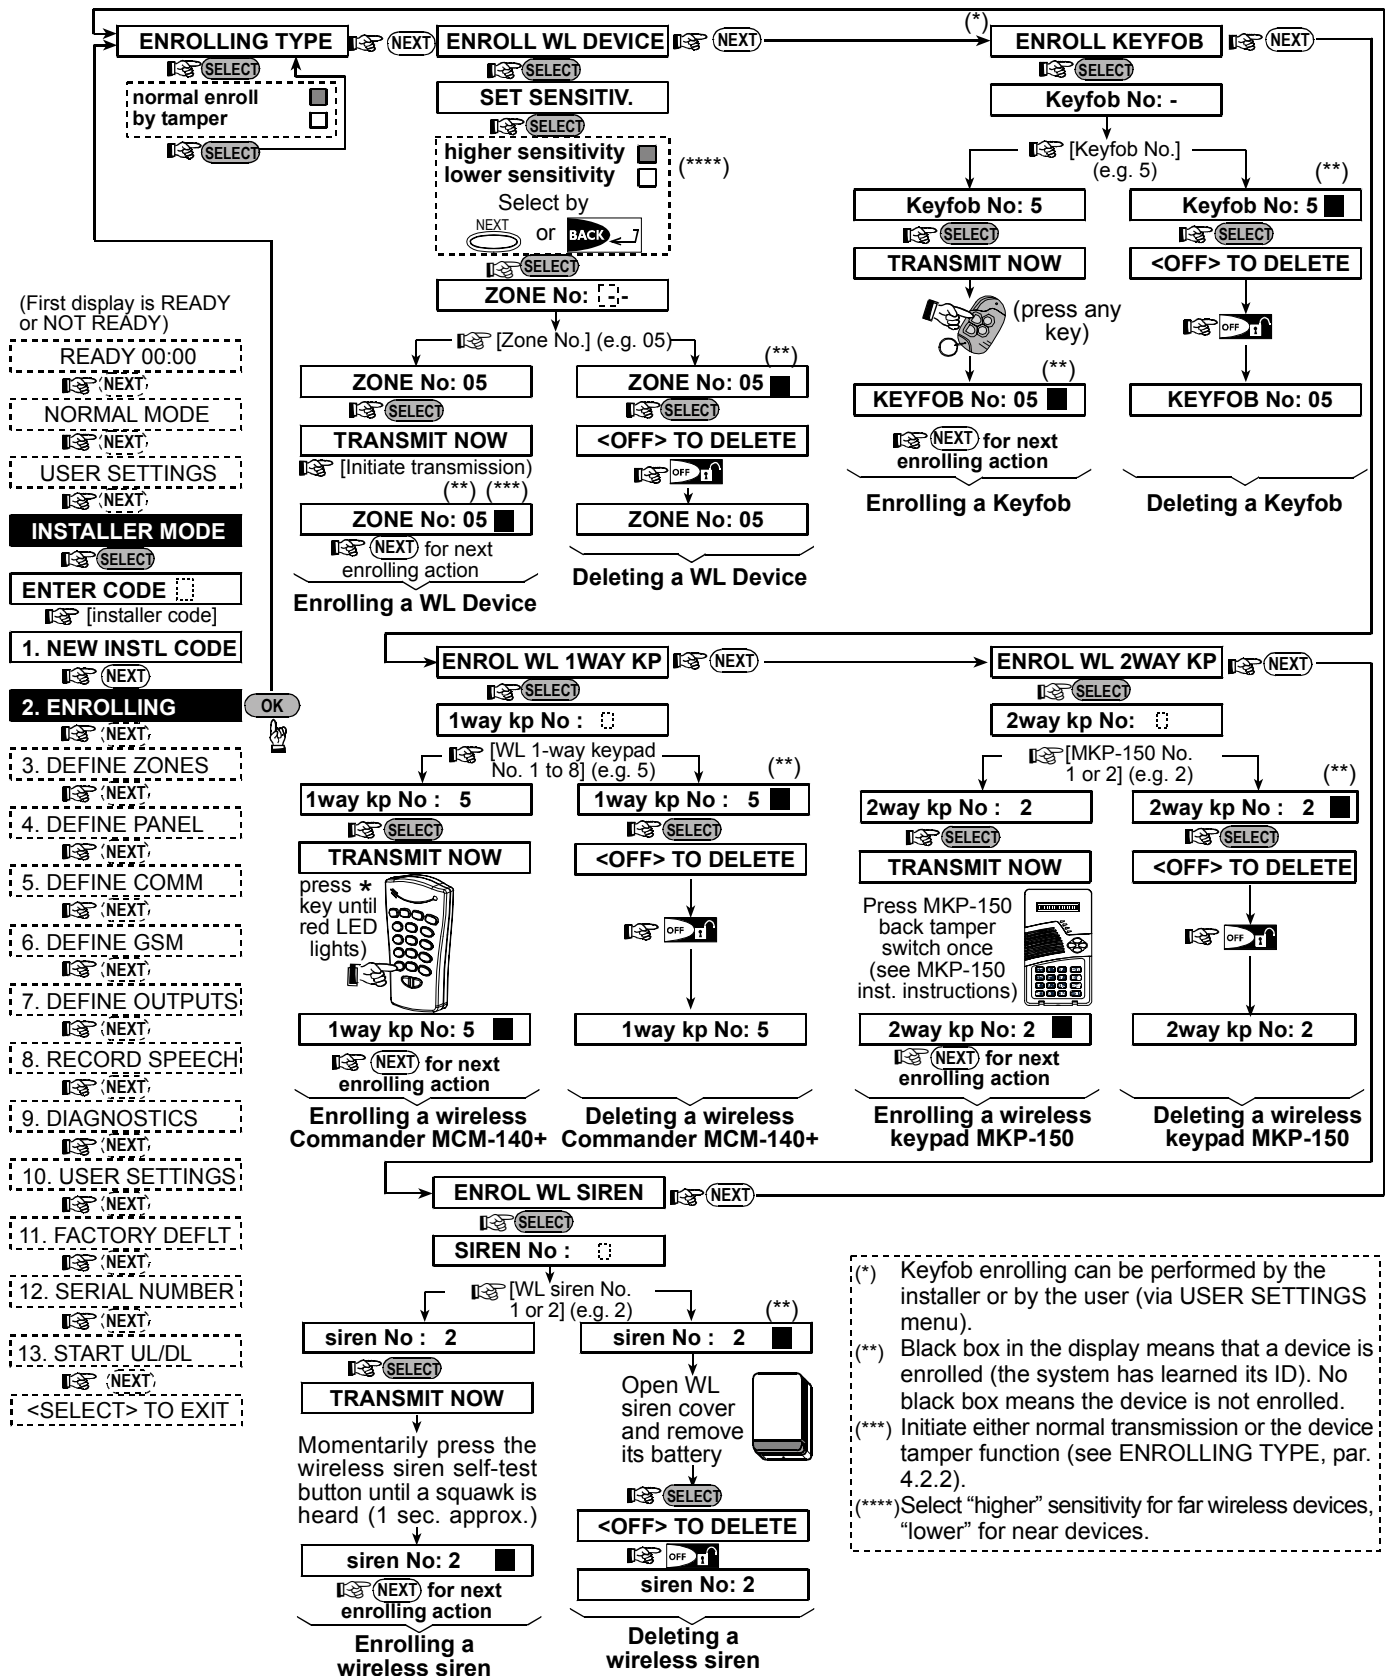 ENROLLING TYPE
NEXT
ENROLL WL DEVICE
NEXT
(*)
ENROLL KEYFOB
NEXT
SELECT
normal enroll
by tamper
SELECT
SELECT
SET SENSITIV.
SELECT
higher sensitivity
lower sensitivity
(****)
Select by
NEXT
or
BACK
SELECT
ZONE No: - -
[Zone No.] (e.g. 05)
ZONE No: 05
SELECT
TRANSMIT NOW
[Initiate transmission)
(**) (***)
ZONE No: 05
NEXT for next
enrolling action
Enrolling a WL Device
(**)
ZONE No: 05
SELECT
<OFF> TO DELETE
OFF
ZONE No: 05
Deleting a WL Device
SELECT
Keyfob No: -
[Keyfob No.]
(e.g. 5)
Keyfob No: 5
SELECT
TRANSMIT NOW
(press any
key)
(**)
KEYFOB No: 05
NEXT for next
enrolling action
Enrolling a Keyfob
(**)
Keyfob No: 5
SELECT
<OFF> TO DELETE
OFF
KEYFOB No: 05
Deleting a Keyfob
(First display is READY
or NOT READY)
READY 00:00
NEXT
NORMAL MODE
NEXT
USER SETTINGS
NEXT
INSTALLER MODE
SELECT
ENTER CODE
[installer code]
1. NEW INSTL CODE
NEXT
2. ENROLLING
OK
NEXT
3. DEFINE ZONES
NEXT
4. DEFINE PANEL
NEXT
5. DEFINE COMM
NEXT
6. DEFINE GSM
NEXT
7. DEFINE OUTPUTS
NEXT
8. RECORD SPEECH
NEXT
9. DIAGNOSTICS
NEXT
10. USER SETTINGS
NEXT
11. FACTORY DEFLT
NEXT
12. SERIAL NUMBER
NEXT
13. START UL/DL
NEXT
<SELECT> TO EXIT
ENROL WL 1WAY KP
NEXT
SELECT
1way kp No :
[WL 1-way keypad
No. 1 to 8] (e.g. 5)
1way kp No : 5
SELECT
TRANSMIT NOW
press *
key until
red LED
lights)
1way kp No: 5
NEXT for next
enrolling action
Enrolling a wireless
Commander MCM-140+
(**)
1way kp No : 5
SELECT
<OFF> TO DELETE
OFF
1way kp No: 5
Deleting a wireless
Commander MCM-140+
ENROL WL 2WAY KP
NEXT
SELECT
2way kp No:
[MKP-150 No.
1 or 2] (e.g. 2)
2way kp No : 2
SELECT
TRANSMIT NOW
Press MKP-150
back tamper
switch once
(see MKP-150
inst. instructions)
2way kp No: 2
NEXT for next
enrolling action
Enrolling a wireless
keypad MKP-150
(**)
2way kp No : 2
SELECT
<OFF> TO DELETE
OFF
2way kp No: 2
Deleting a wireless
keypad MKP-150
ENROL WL SIREN
NEXT
SELECT
SIREN No :
[WL siren No.
1 or 2] (e.g. 2)
siren No : 2
SELECT
TRANSMIT NOW
Momentarily press the
wireless siren self-test
button until a squawk is
heard (1 sec. approx.)
siren No: 2
NEXT for next
enrolling action
Enrolling a
wireless siren
(**)
siren No : 2
Open WL
siren cover
and remove
its battery
SELECT
<OFF> TO DELETE
OFF
siren No: 2
Deleting a
wireless siren
(*) Keyfob enrolling can be performed by the
installer or by the user (via USER SETTINGS
menu).
(**) Black box in the display means that a device is
enrolled (the system has learned its ID). No
black box means the device is not enrolled.
(***) Initiate either normal transmission or the device
tamper function (see ENROLLING TYPE, par.
4.2.2).
(****) Select “higher” sensitivity for far wireless devices,
“lower” for near devices.